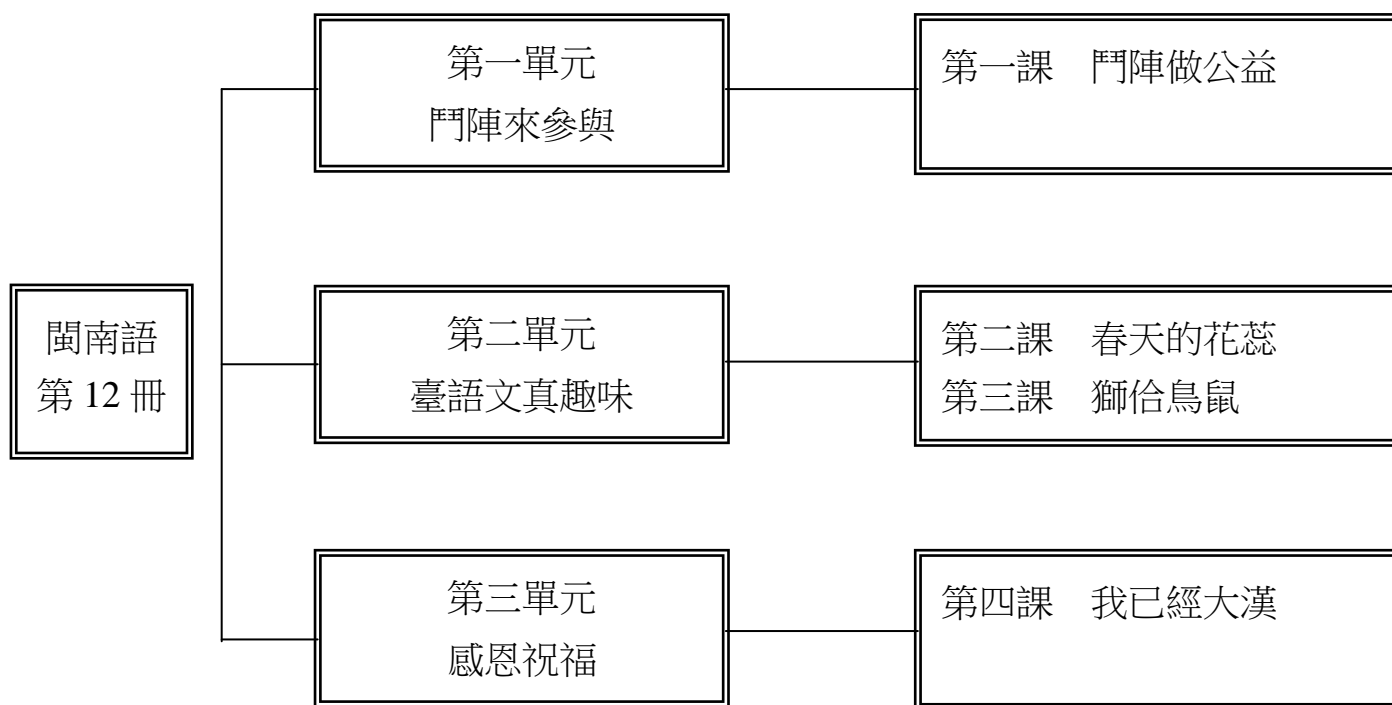 閩南語
第 12 冊
第一單元
鬥陣來參與
第一課　鬥陣做公益
第二單元
臺語文真趣味
第二課　春天的花蕊
第三課　獅佮鳥鼠
第三單元
感恩祝福
第四課　我已經大漢